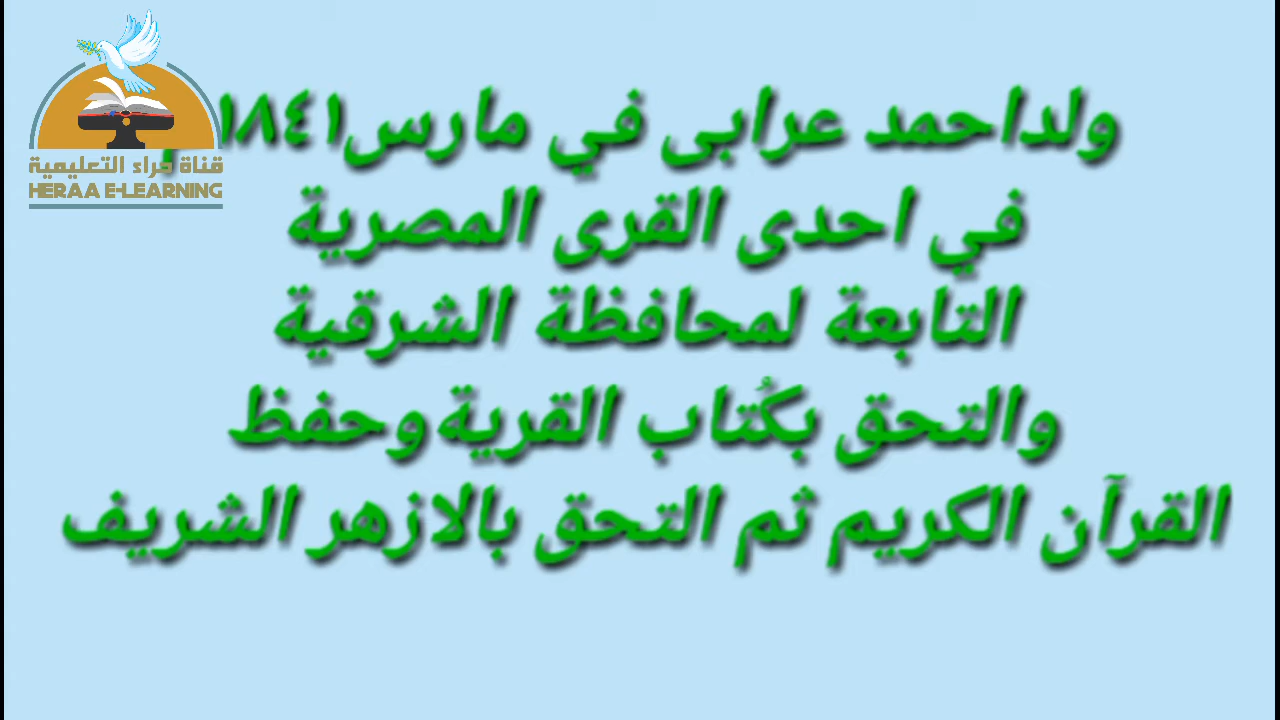 ولداحمد عرابى في مارس١٨٤١
في احدى القرى المصرية
التابعة لمحافظة الشرقية
والتحق بكُتاب القرية وحفظ
القرآن الكريم ثم التحق بالازهر الشريف
قناة حراء التعليمية
HERAA E-LEARNING